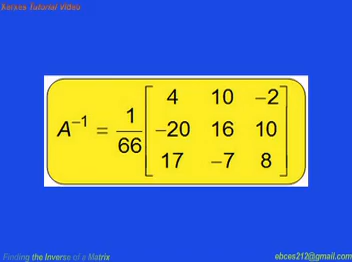 Series Tutorial Video
A⁻¹ = 1/66 [ 4 10 −2
−20 16 10
17 −7 8 ]
Finding the Inverse of a Matrix
ebces212@gmail.com